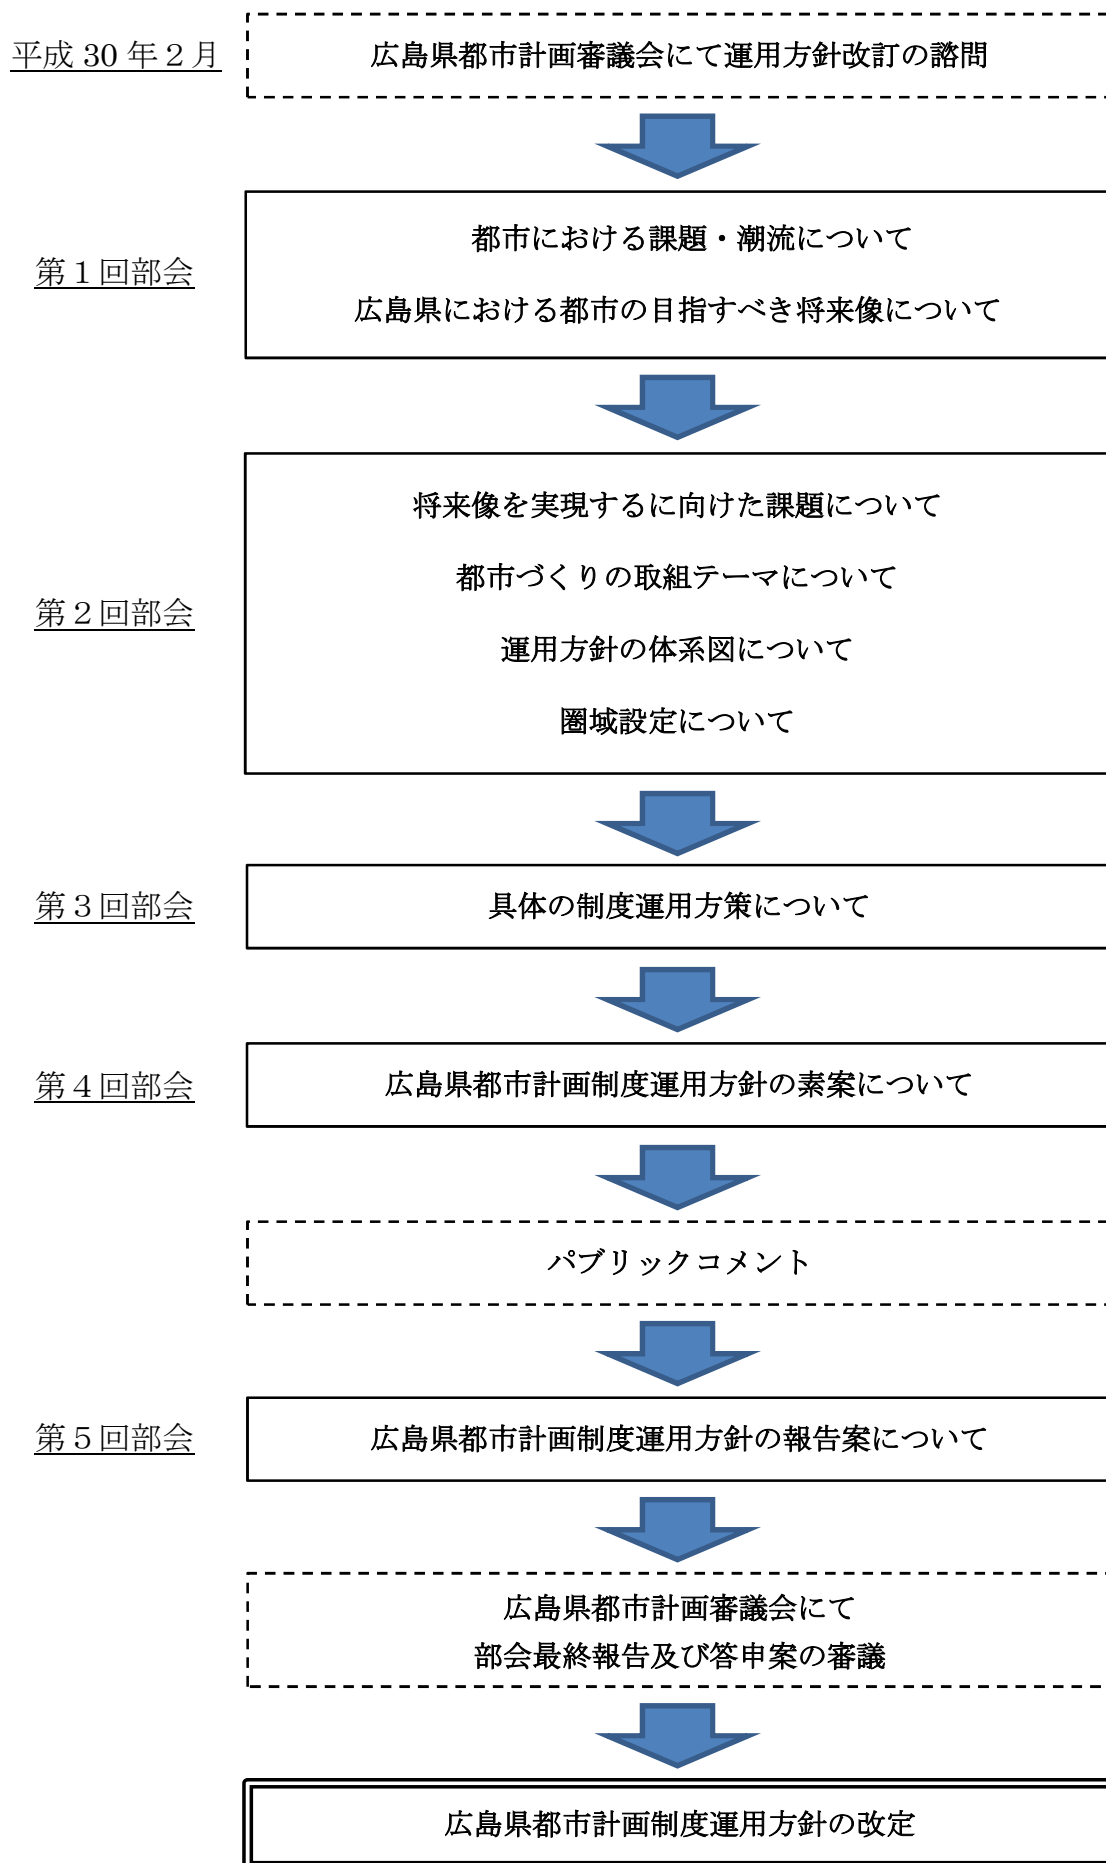 平成 30 年２月
広島県都市計画審議会にて運用方針改訂の諮問
第１回部会
都市における課題・潮流について
広島県における都市の目指すべき将来像について
第２回部会
将来像を実現するに向けた課題について
都市づくりの取組テーマについて
運用方針の体系図について
圏域設定について
第３回部会
具体の制度運用方策について
第４回部会
広島県都市計画制度運用方針の素案について
パブリックコメント
第５回部会
広島県都市計画制度運用方針の報告案について
広島県都市計画審議会にて
部会最終報告及び答申案の審議
広島県都市計画制度運用方針の改定